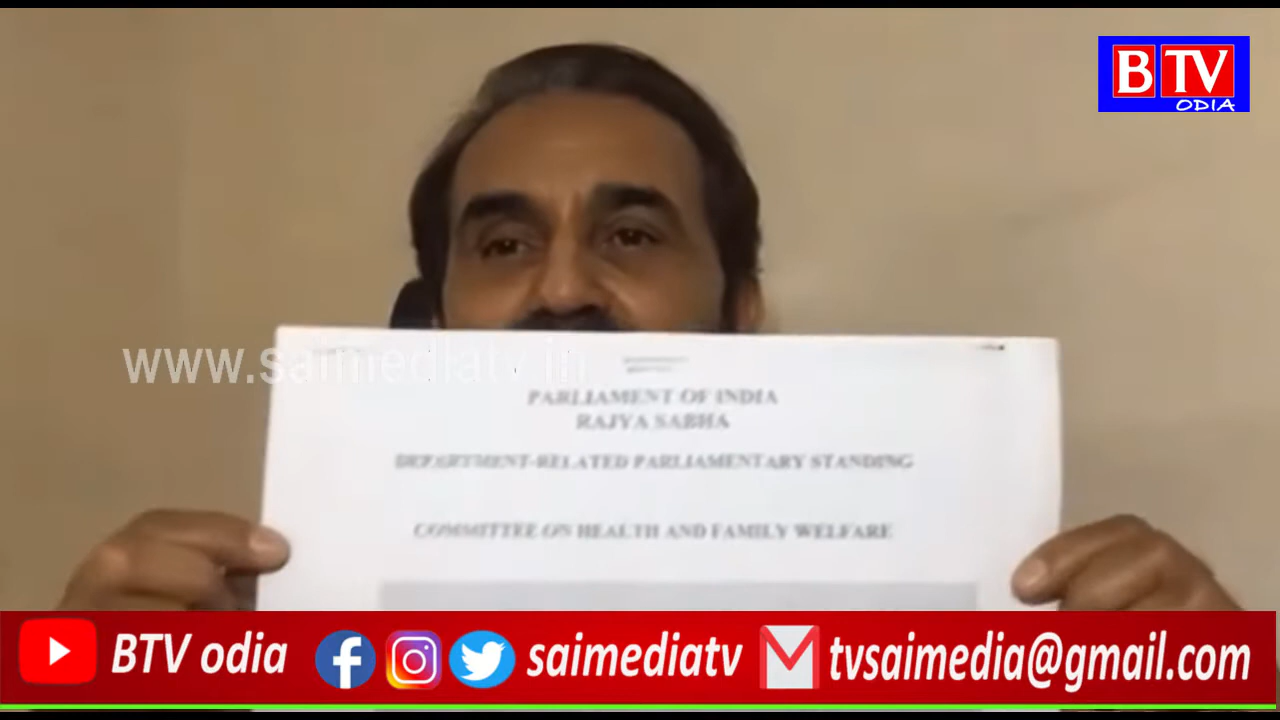 BTV
ODIA
www.saimediatv.in
PARLIAMENT OF INDIA
RAJYA SABHA
DEPARTMENT-RELATED PARLIAMENTARY STANDING
COMMITTEE ON HEALTH AND FAMILY WELFARE
BTV odia saimediatv tvsaimedia@gmail.com